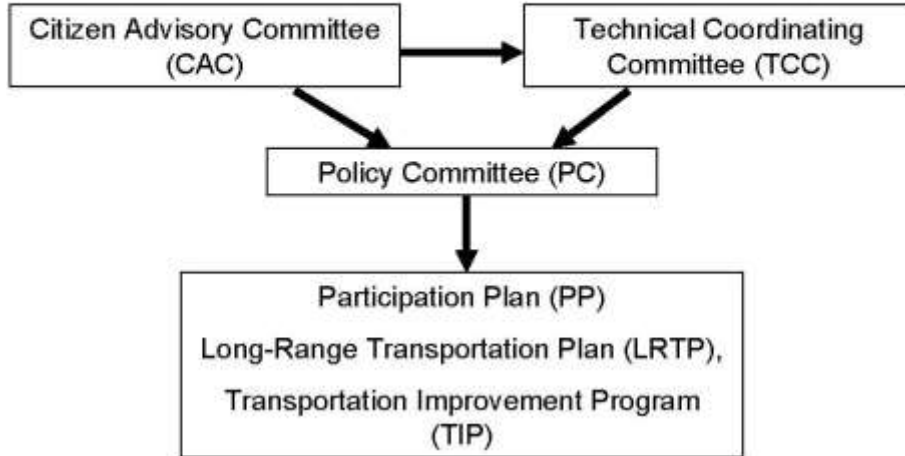 Citizen Advisory Committee
(CAC)
Technical Coordinating
Committee (TCC)
Policy Committee (PC)
Participation Plan (PP)
Long-Range Transportation Plan (LRTP),
Transportation Improvement Program
(TIP)